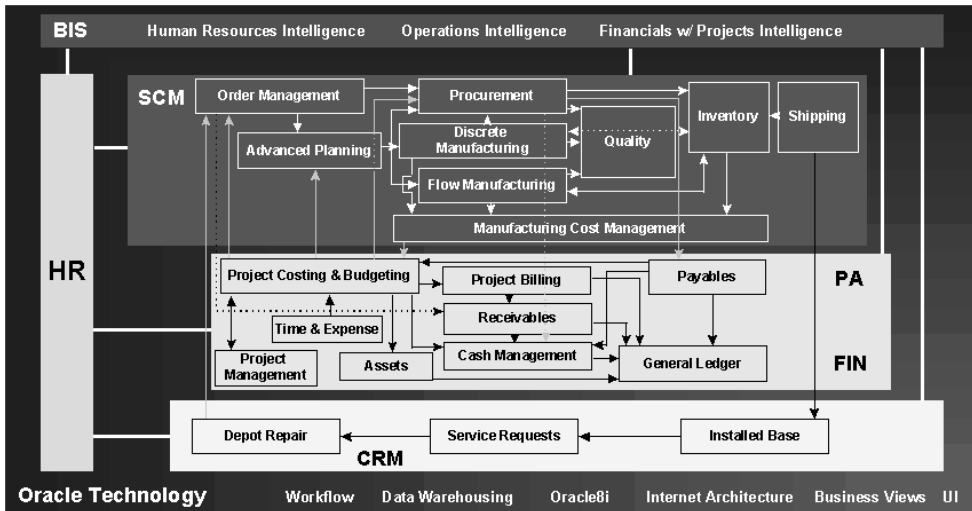 BIS Human Resources Intelligence Operations Intelligence Financials w/ Projects Intelligence
SCM
Order Management
Procurement
Inventory
Shipping
Advanced Planning
Discrete
Manufacturing
Quality
Flow Manufacturing
Manufacturing Cost Management
HR
Project Costing & Budgeting
Project Billing
Payables
PA
Time & Expense
Receivables
Project
Management
Assets
Cash Management
General Ledger
FIN
Depot Repair
Service Requests
Installed Base
CRM
Oracle Technology Workflow Data Warehousing Oracle8i Internet Architecture Business Views UI